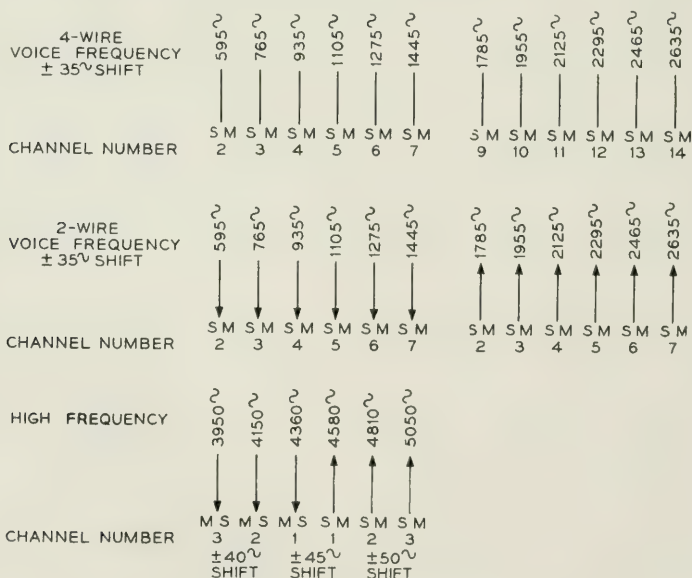 4-WIRE
VOICE FREQUENCY
± 35~ SHIFT
595~ 765~ 935~ 1105~ 1275~ 1445~ 1785~ 1955~ 2125~ 2295~ 2465~ 2635~
S M S M S M S M S M S M S M S M S M S M S M S M
CHANNEL NUMBER 2 3 4 5 6 7 9 10 11 12 13 14
2-WIRE
VOICE FREQUENCY
± 35~ SHIFT
595~ 765~ 935~ 1105~ 1275~ 1445~ 1785~ 1955~ 2125~ 2295~ 2465~ 2635~
S M S M S M S M S M S M S M S M S M S M S M S M
CHANNEL NUMBER 2 3 4 5 6 7 2 3 4 5 6 7
HIGH FREQUENCY 3950~ 4150~ 4360~ 4580~ 4810~ 5050~
M S M S M S S M S M S M
CHANNEL NUMBER 3 2 1 1 2 3
±40~ ±45~ ±50~
SHIFT SHIFT SHIFT